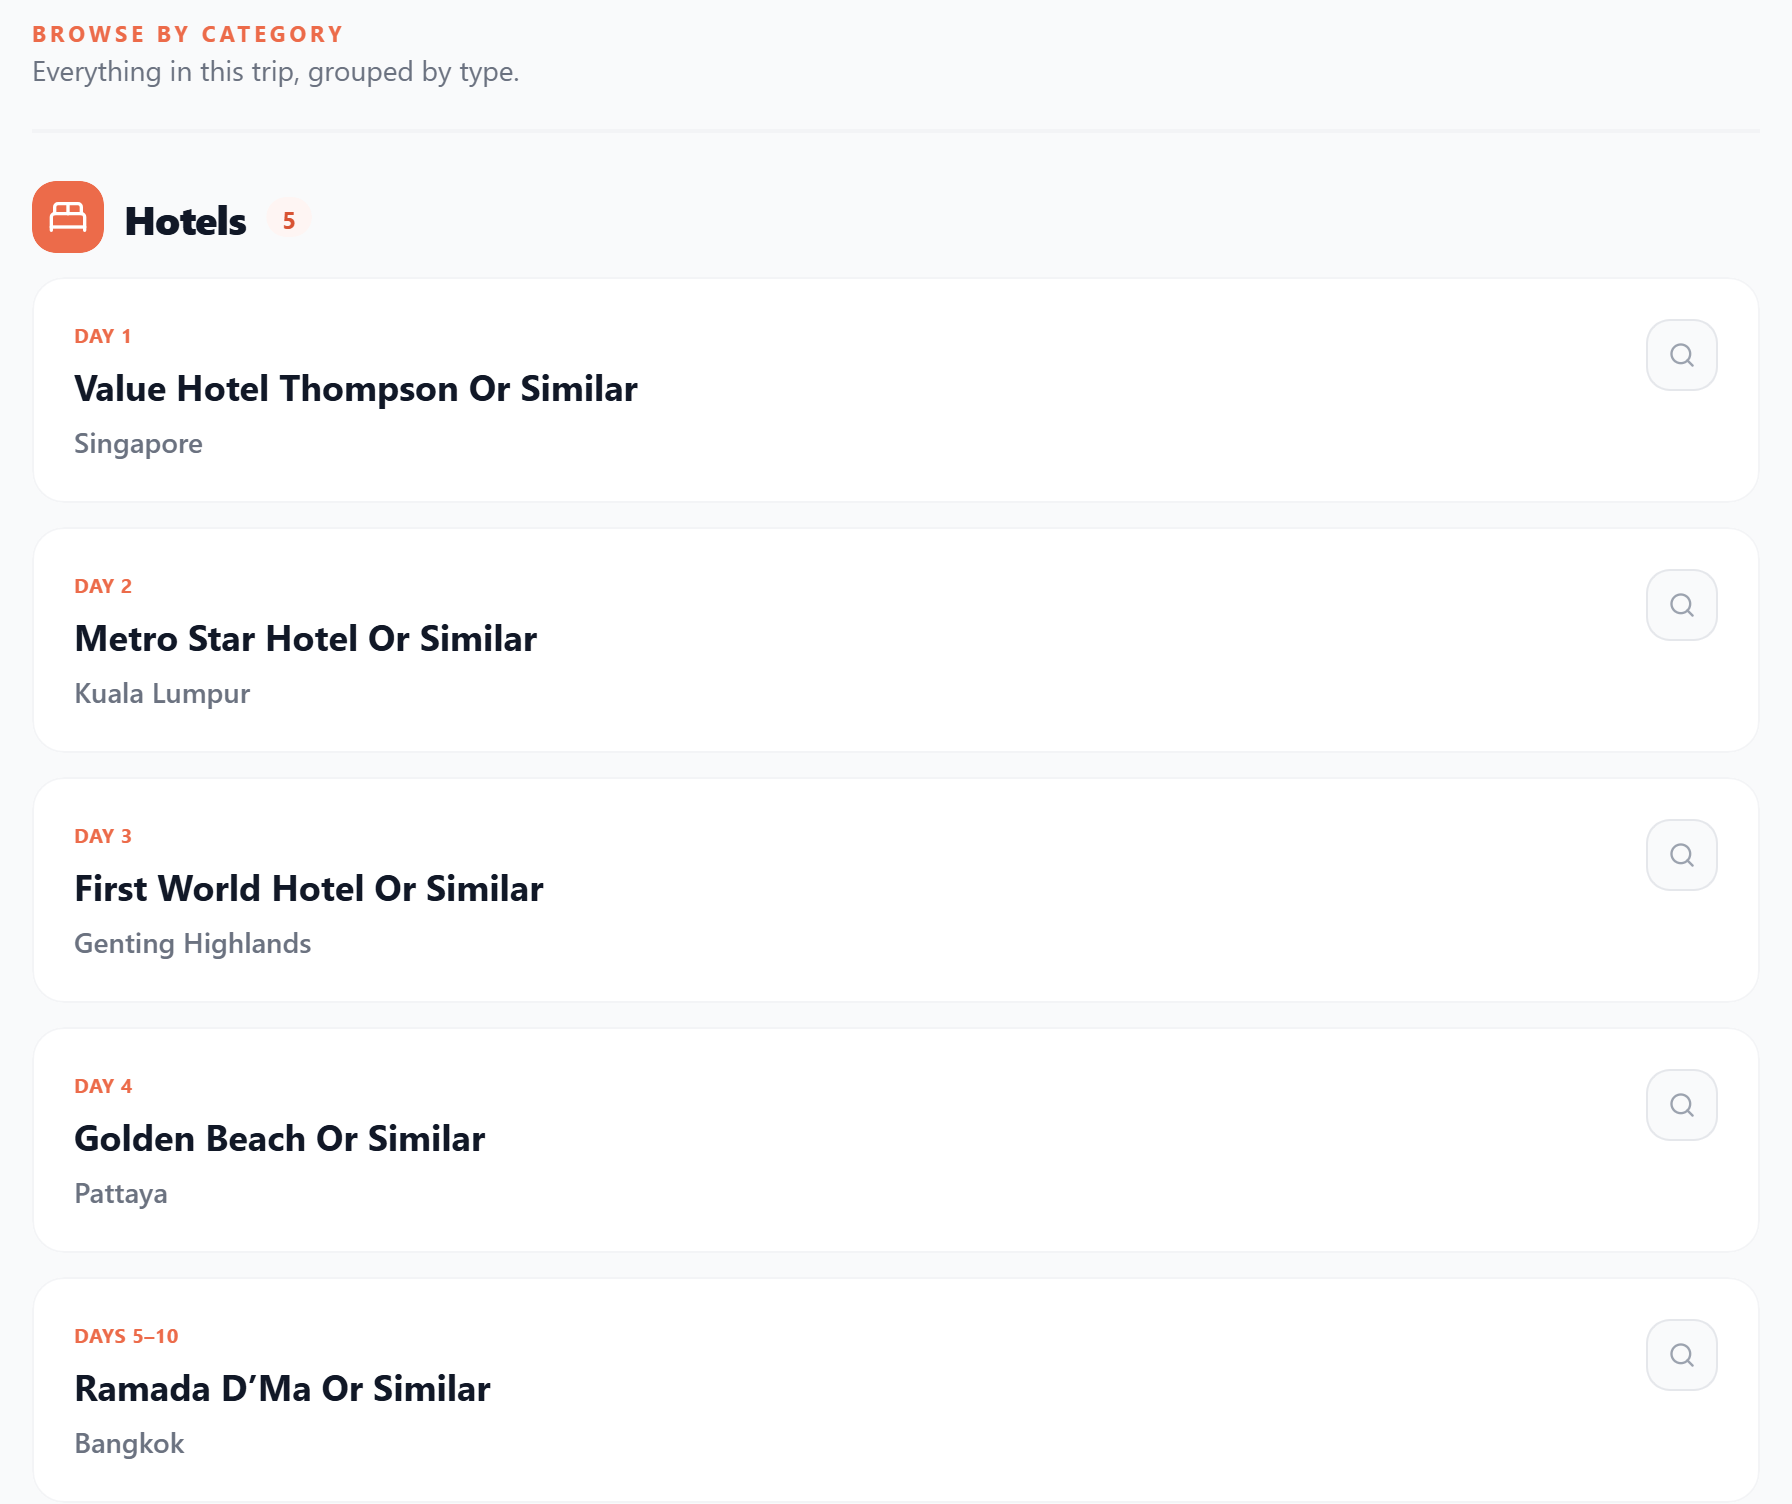 BROWSE BY CATEGORY
Everything in this trip, grouped by type.
Hotels 5
DAY 1
Value Hotel Thompson Or Similar
Singapore
DAY 2
Metro Star Hotel Or Similar
Kuala Lumpur
DAY 3
First World Hotel Or Similar
Genting Highlands
DAY 4
Golden Beach Or Similar
Pattaya
DAYS 5–10
Ramada D’Ma Or Similar
Bangkok